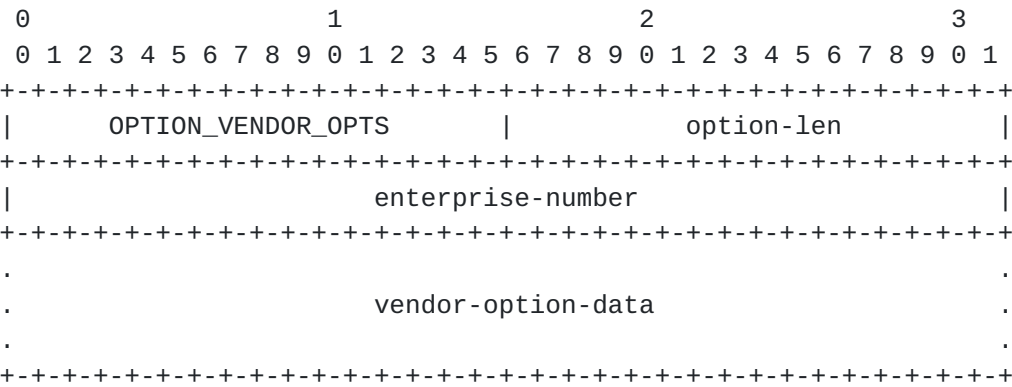 0                   1                   2                   3
0 1 2 3 4 5 6 7 8 9 0 1 2 3 4 5 6 7 8 9 0 1 2 3 4 5 6 7 8 9 0 1
+-+-+-+-+-+-+-+-+-+-+-+-+-+-+-+-+-+-+-+-+-+-+-+-+-+-+-+-+-+-+-+-+
|      OPTION_VENDOR_OPTS       |           option-len          |
+-+-+-+-+-+-+-+-+-+-+-+-+-+-+-+-+-+-+-+-+-+-+-+-+-+-+-+-+-+-+-+-+
|                       enterprise-number                       |
+-+-+-+-+-+-+-+-+-+-+-+-+-+-+-+-+-+-+-+-+-+-+-+-+-+-+-+-+-+-+-+-+
.                                                               .
.                       vendor-option-data                      .
.                                                               .
+-+-+-+-+-+-+-+-+-+-+-+-+-+-+-+-+-+-+-+-+-+-+-+-+-+-+-+-+-+-+-+-+